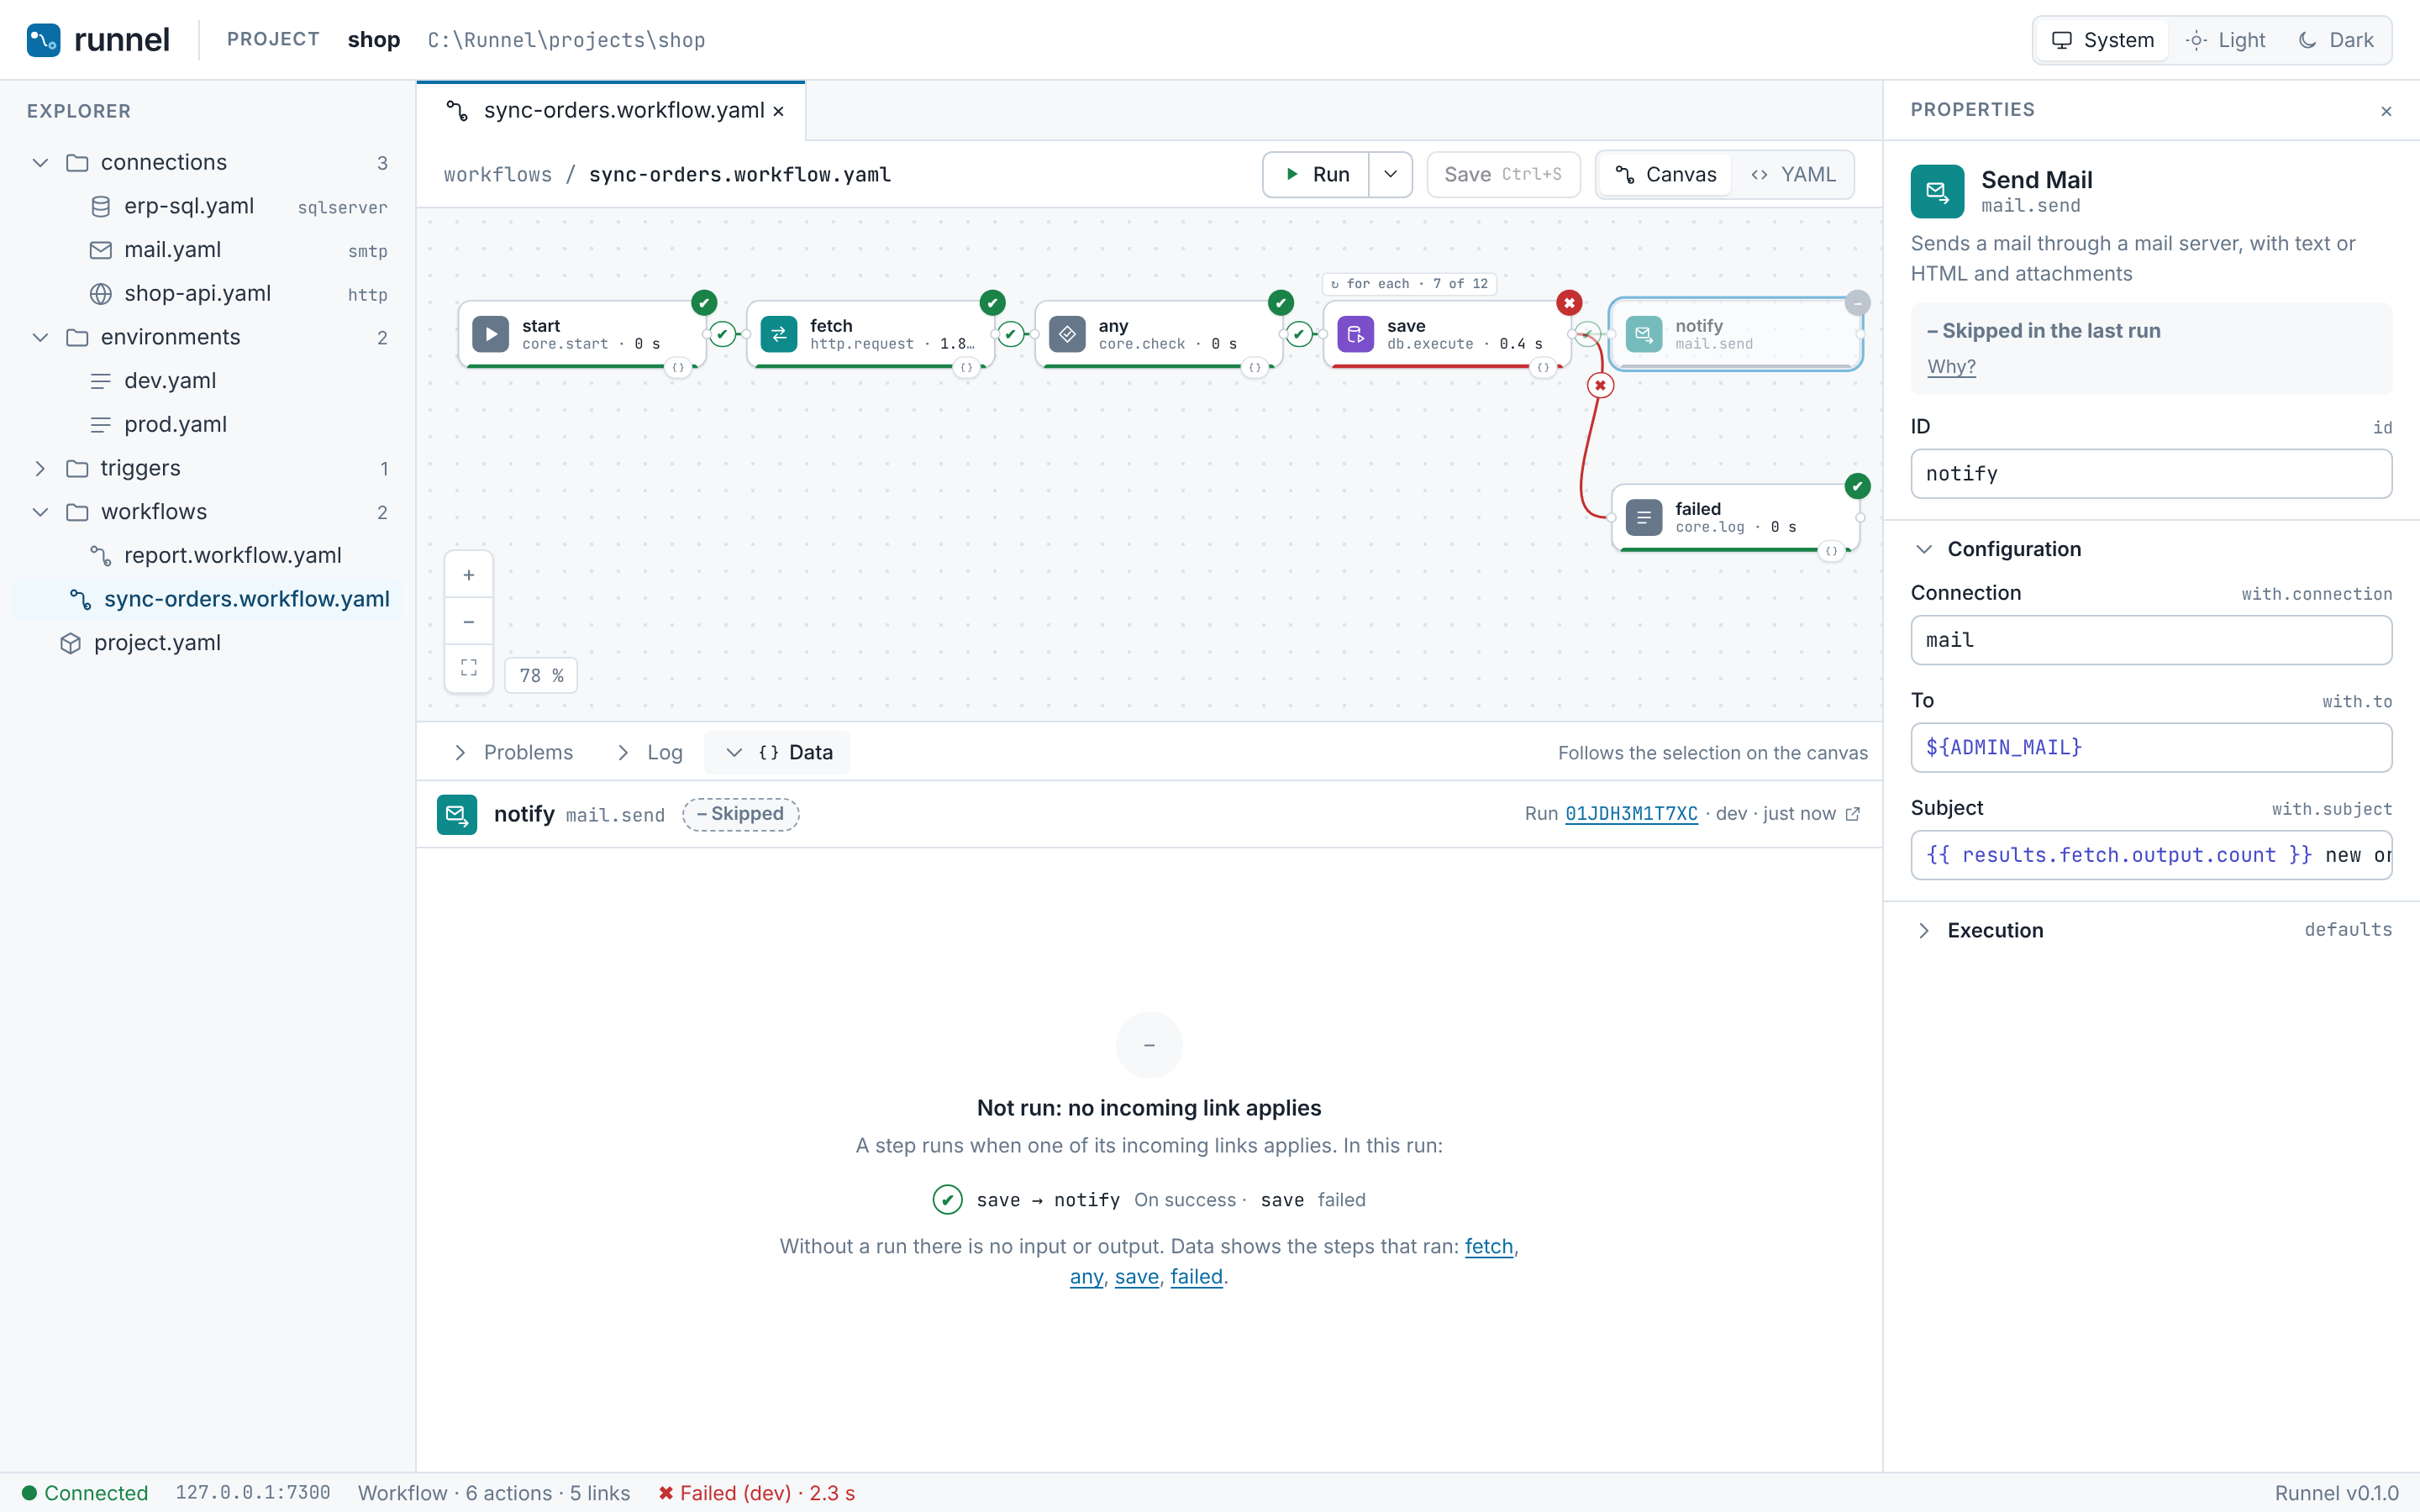 runnel PROJECT shop C:\Runnel\projects\shop System Light Dark
EXPLORER
connections 3
erp-sql.yaml sqlserver
mail.yaml smtp
shop-api.yaml http
environments 2
dev.yaml
prod.yaml
triggers 1
workflows 2
report.workflow.yaml
sync-orders.workflow.yaml
project.yaml
sync-orders.workflow.yaml ×
workflows / sync-orders.workflow.yaml Run Save Ctrl+S Canvas <> YAML
start
core.start · 0 s
{}
fetch
http.request · 1.8…
{}
any
core.check · 0 s
{}
↻ for each · 7 of 12
save
db.execute · 0.4 s
{}
notify
mail.send
failed
core.log · 0 s
{}
+
−
78 %
Problems Log {} Data Follows the selection on the canvas
notify mail.send – Skipped Run 01JDH3M1T7XC · dev · just now
–
Not run: no incoming link applies
A step runs when one of its incoming links applies. In this run:
save → notify On success · save failed
Without a run there is no input or output. Data shows the steps that ran: fetch,
any, save, failed.
PROPERTIES ×
Send Mail
mail.send
Sends a mail through a mail server, with text or
HTML and attachments
– Skipped in the last run
Why?
ID id
notify
Configuration
Connection with.connection
mail
To with.to
${ADMIN_MAIL}
Subject with.subject
{{ results.fetch.output.count }} new or
Execution defaults
Connected 127.0.0.1:7300 Workflow · 6 actions · 5 links ✖ Failed (dev) · 2.3 s Runnel v0.1.0